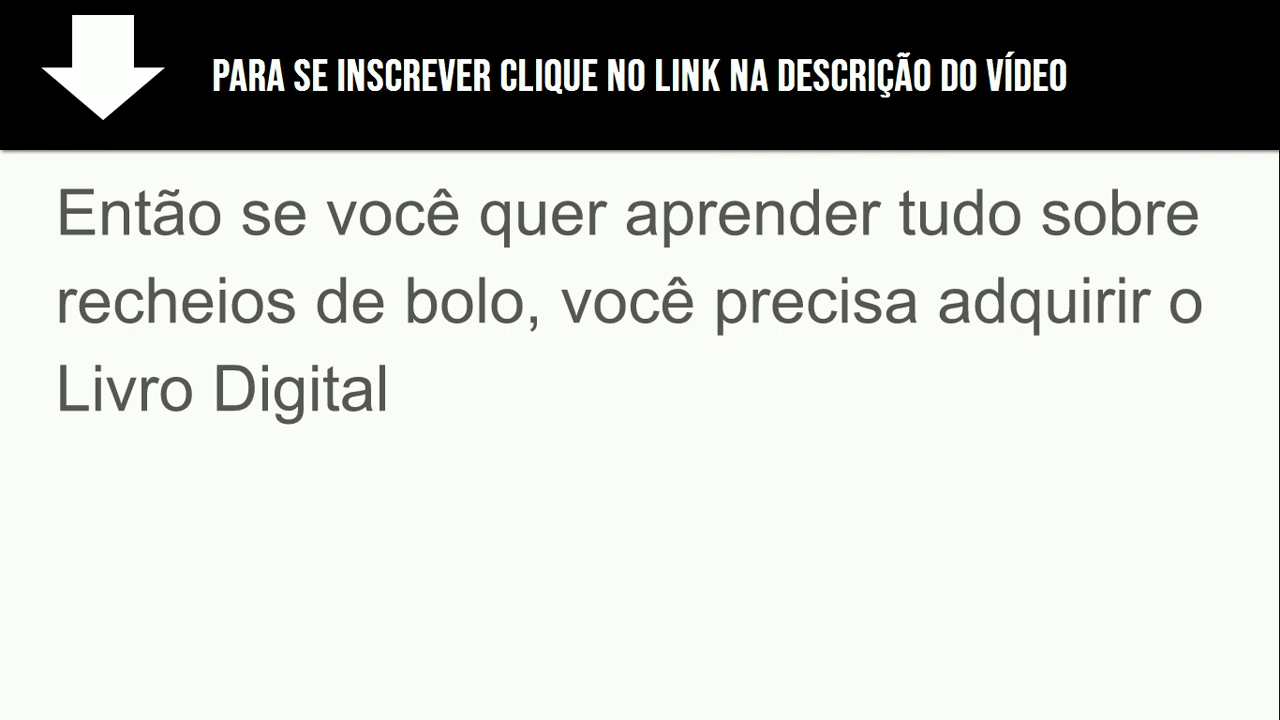 PARA SE INSCREVER CLIQUE NO LINK NA DESCRIÇÃO DO VÍDEO
Então se você quer aprender tudo sobre
recheios de bolo, você precisa adquirir o
Livro Digital